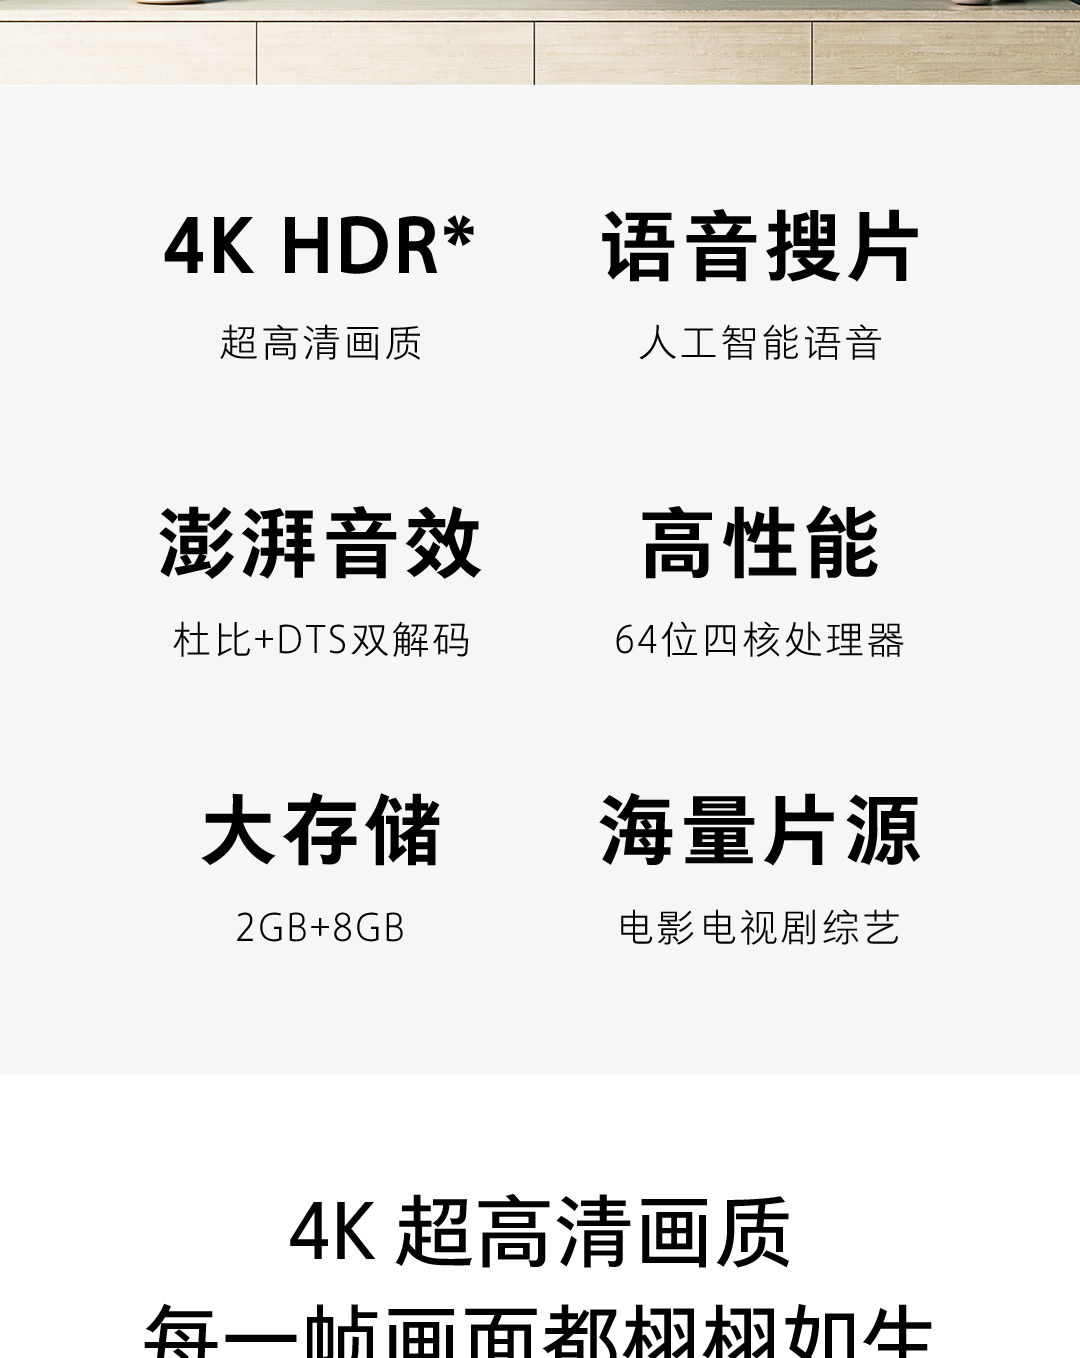 4K HDR*
语音搜片
超高清画质
人工智能语音
澎湃音效
高性能
杜比+DTS双解码
64位四核处理器
大存储
海量片源
2GB+8GB
电影电视剧综艺
4K 超高清画质
每一帧画面都栩栩如生